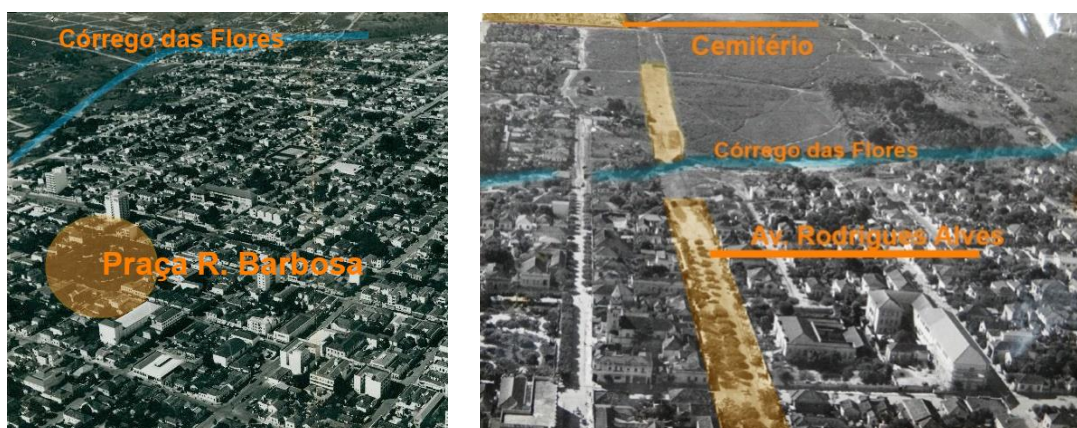 Córrego das Flores
Praça R. Barbosa
Cemitério
Córrego das Flores
Av. Rodrigues Alves